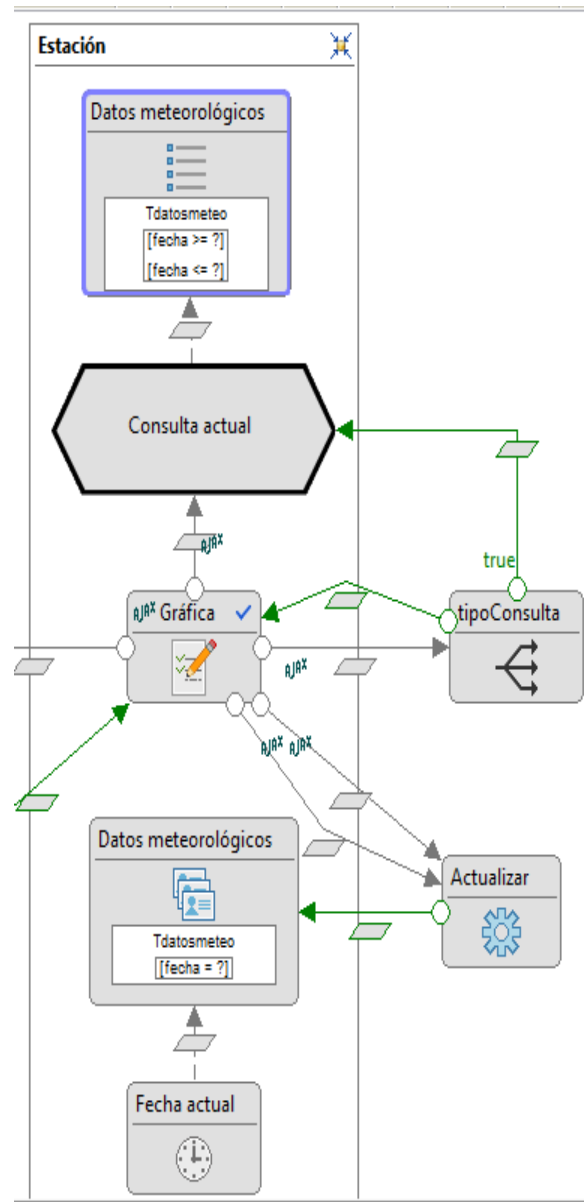 Estación
Datos meteorológicos
Tdatosmeteo
[fecha >= ?]
[fecha <= ?]
Consulta actual
AJAX
true
AJAX Gráfica
tipoConsulta
AJAX
AJAX AJAX
Datos meteorológicos
Tdatosmeteo
[fecha = ?]
Actualizar
Fecha actual